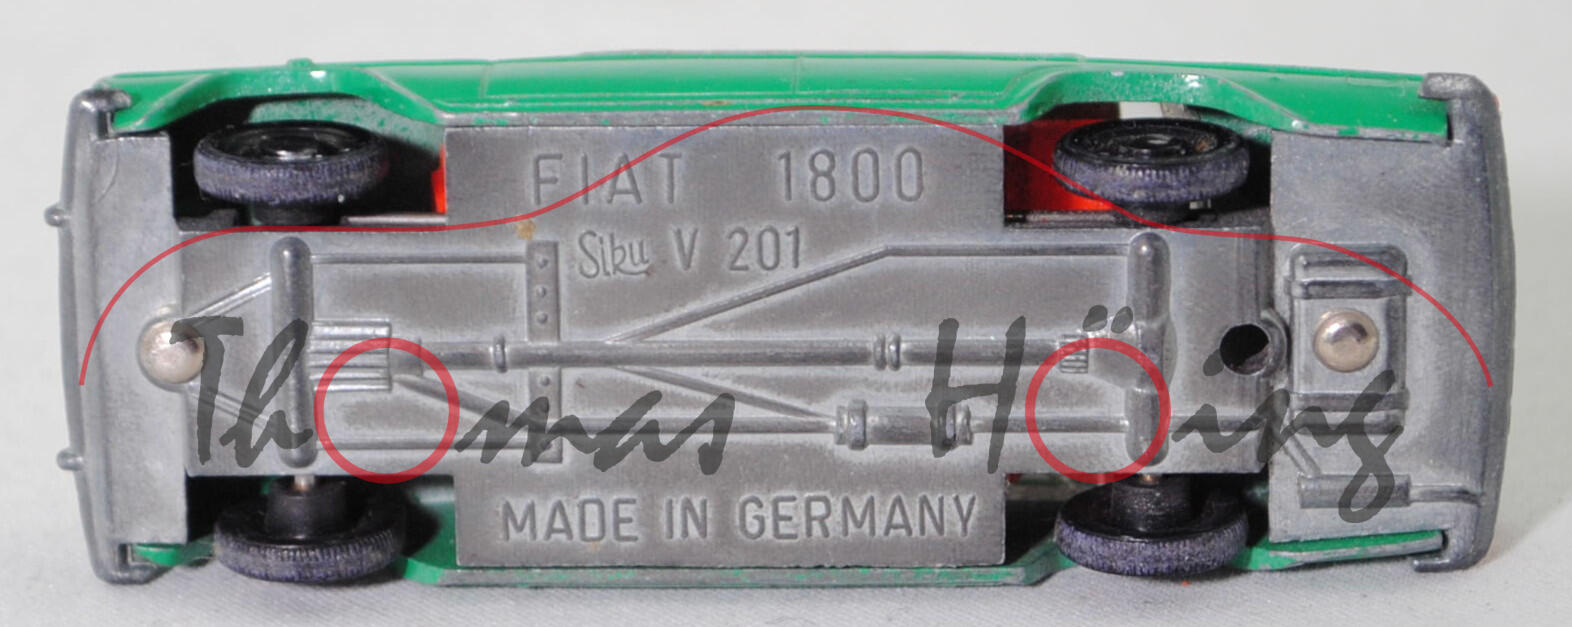 FIAT 1800
Siku V 201
Thomas Höing
MADE IN GERMANY